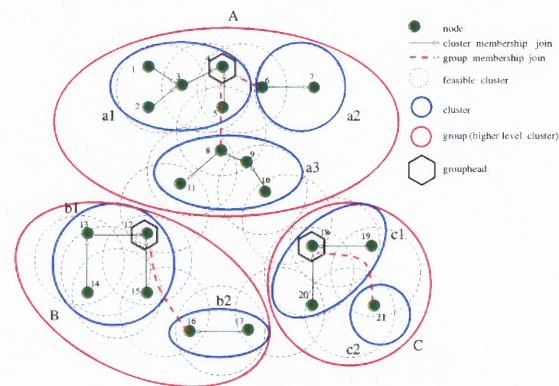 A
node
cluster membership join
group membership join
feasible cluster
cluster
group (higher level cluster)
grouphead
1
2
3
4
5
6
7
a1
a2
8
9
10
11
a3
b1
13
12
14
15
B
b2
16
17
18
19
c1
20
21
c2
C